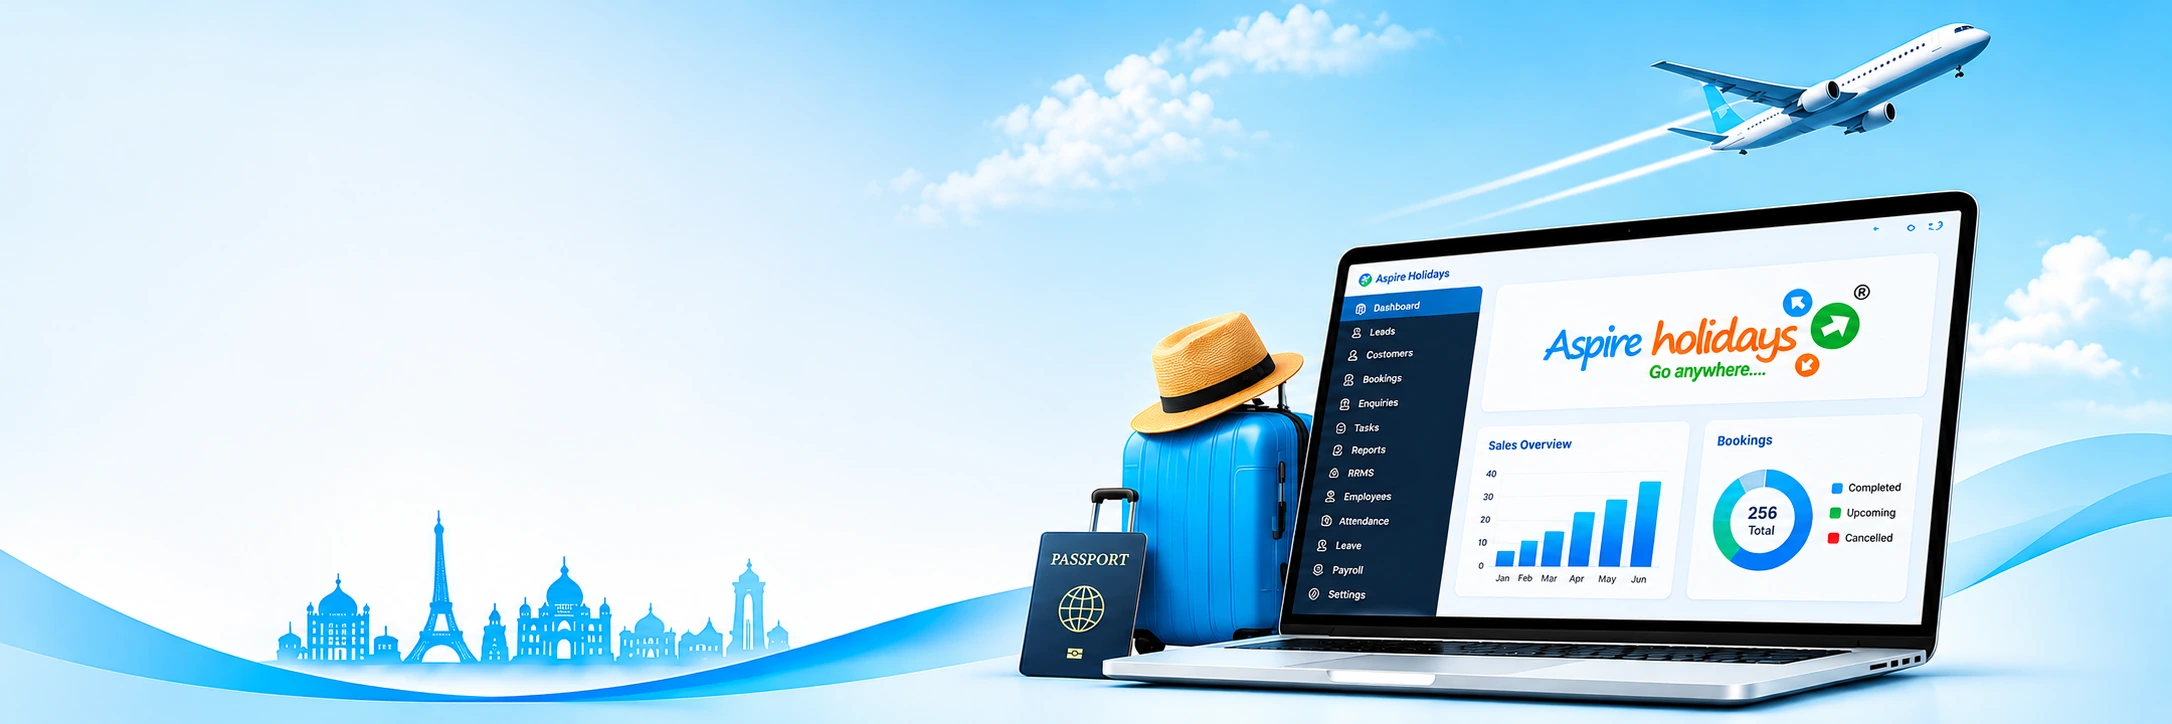 Aspire Holidays
Dashboard
Leads
Costomers
Bookings
Enquiries
Tasks
Reports
RRMS
Employees
Attendance
Leave
Payroll
Settings
Aspire holidays ®
Go anywhere....
Sales Overview
40
30
20
10
0
Jan Feb Mar Apr May Jun
Bookings
256
Total
Completed
Upcoming
Cancelled
PASSPORT